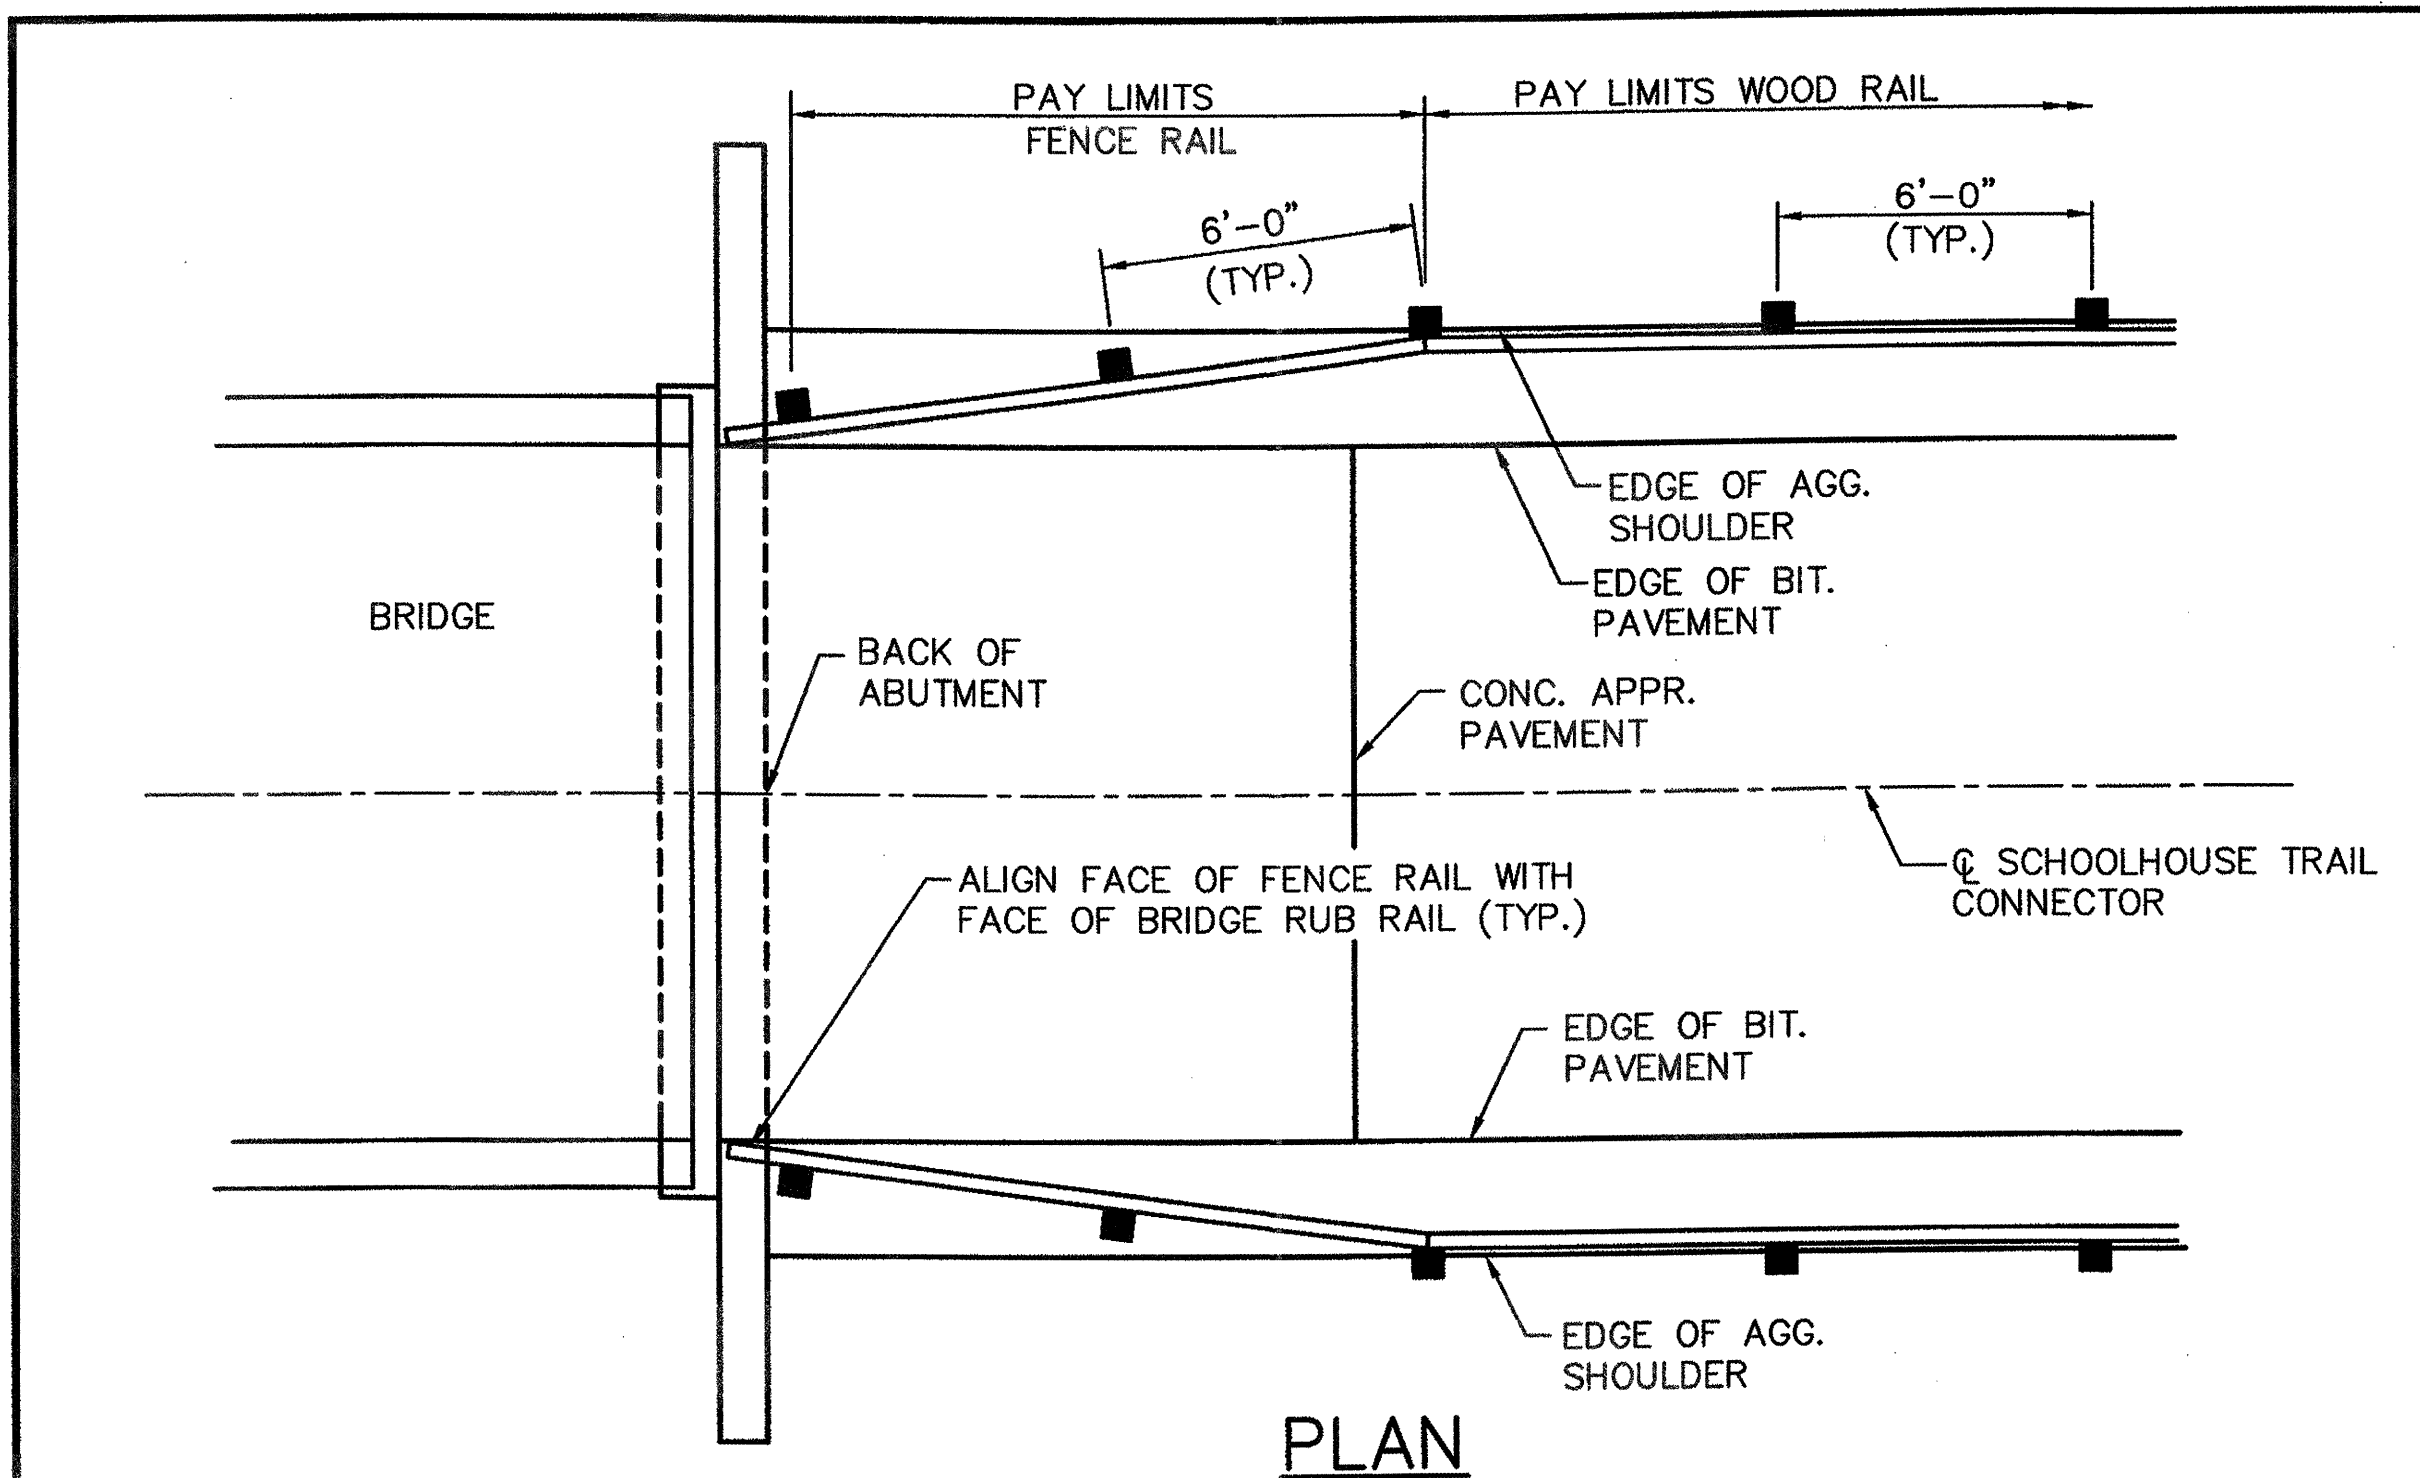 PAY LIMITS
FENCE RAIL
PAY LIMITS WOOD RAIL
6'-0"
(TYP.)
6'-0"
(TYP.)
EDGE OF AGG.
SHOULDER
EDGE OF BIT.
PAVEMENT
BRIDGE
BACK OF
ABUTMENT
CONC. APPR.
PAVEMENT
ALIGN FACE OF FENCE RAIL WITH
FACE OF BRIDGE RUB RAIL (TYP.)
℄ SCHOOLHOUSE TRAIL
CONNECTOR
EDGE OF BIT.
PAVEMENT
EDGE OF AGG.
SHOULDER
PLAN